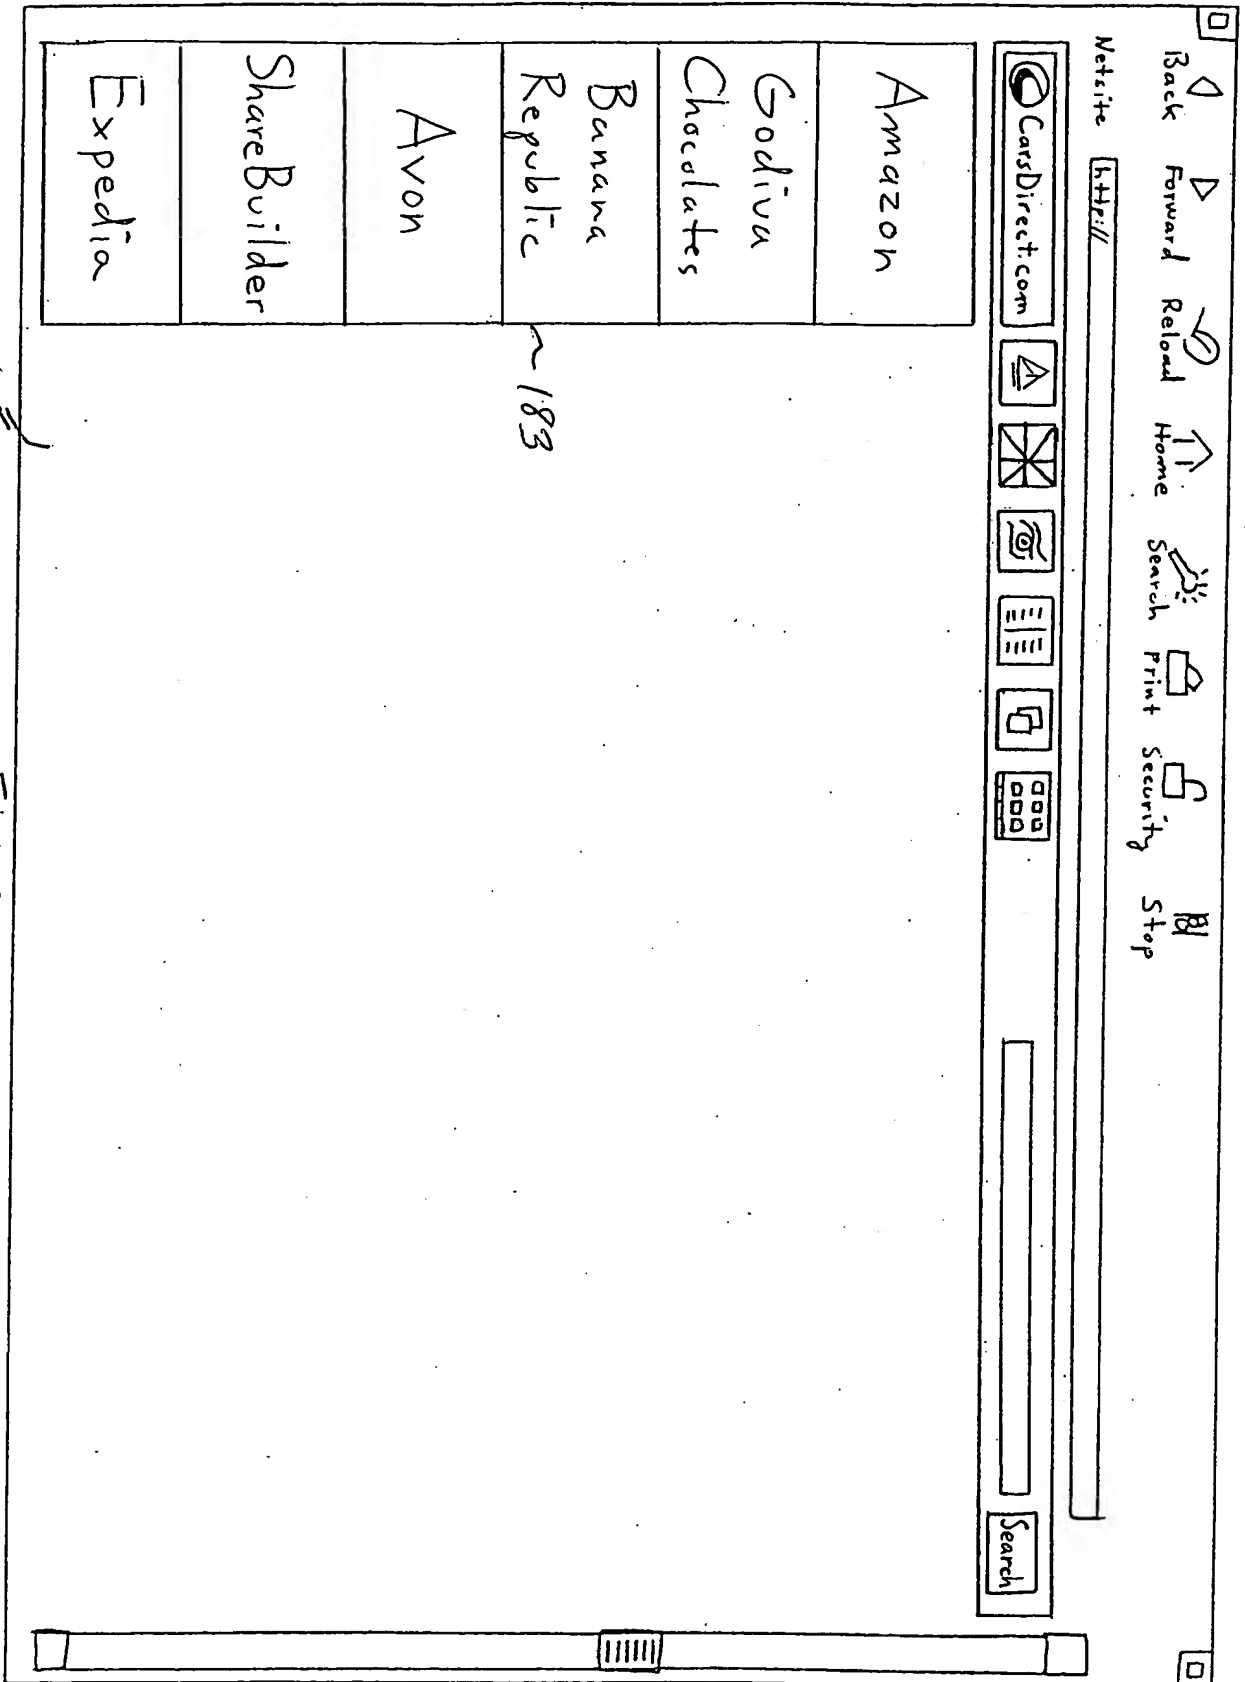 Back Forward Reload Home Search Print Security Stop
Netsite http://
CarsDirect.com
Search
Amazon
Godiva
Chocolates
Banana
Republic
183
Avon
ShareBuilder
Expedia